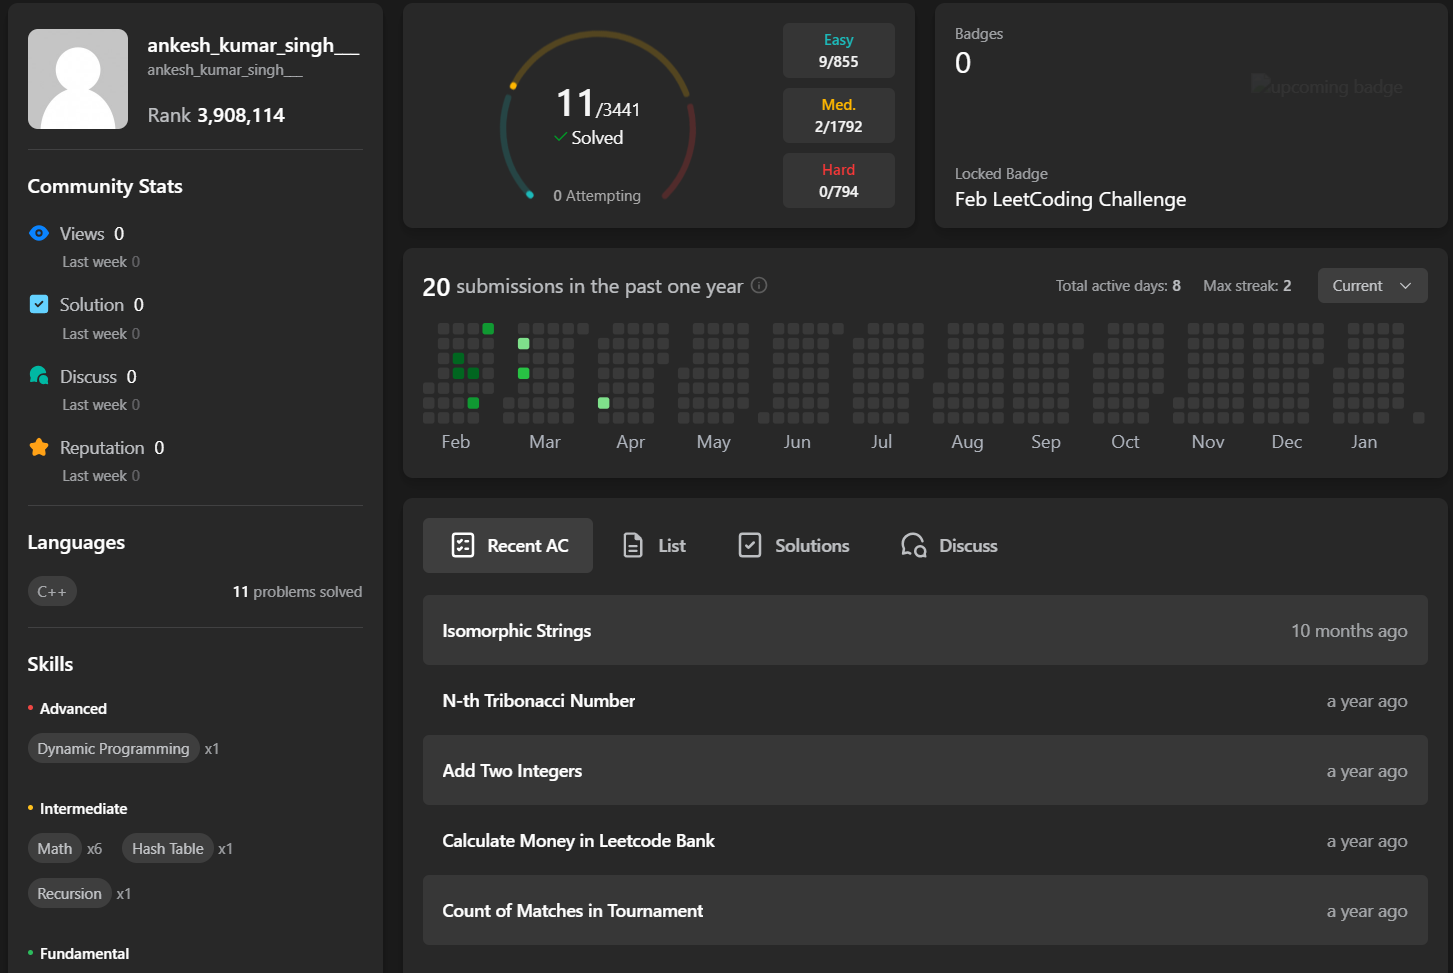 ankesh_kumar_singh___
ankesh_kumar_singh___
Rank 3,908,114
Community Stats
Views 0
Last week 0
Solution 0
Last week 0
Discuss 0
Last week 0
Reputation 0
Last week 0
Languages
C++ 11 problems solved
Skills
Advanced
Dynamic Programming x1
Intermediate
Math x6 Hash Table x1
Recursion x1
Fundamental
11/3441
Solved
0 Attempting
Easy
9/855
Med.
2/1792
Hard
0/794
Badges
0
upcoming badge
Locked Badge
Feb LeetCoding Challenge
20 submissions in the past one year
Total active days: 8 Max streak: 2 Current
Feb Mar Apr May Jun Jul Aug Sep Oct Nov Dec Jan
Recent AC List Solutions Discuss
Isomorphic Strings 10 months ago
N-th Tribonacci Number a year ago
Add Two Integers a year ago
Calculate Money in Leetcode Bank a year ago
Count of Matches in Tournament a year ago